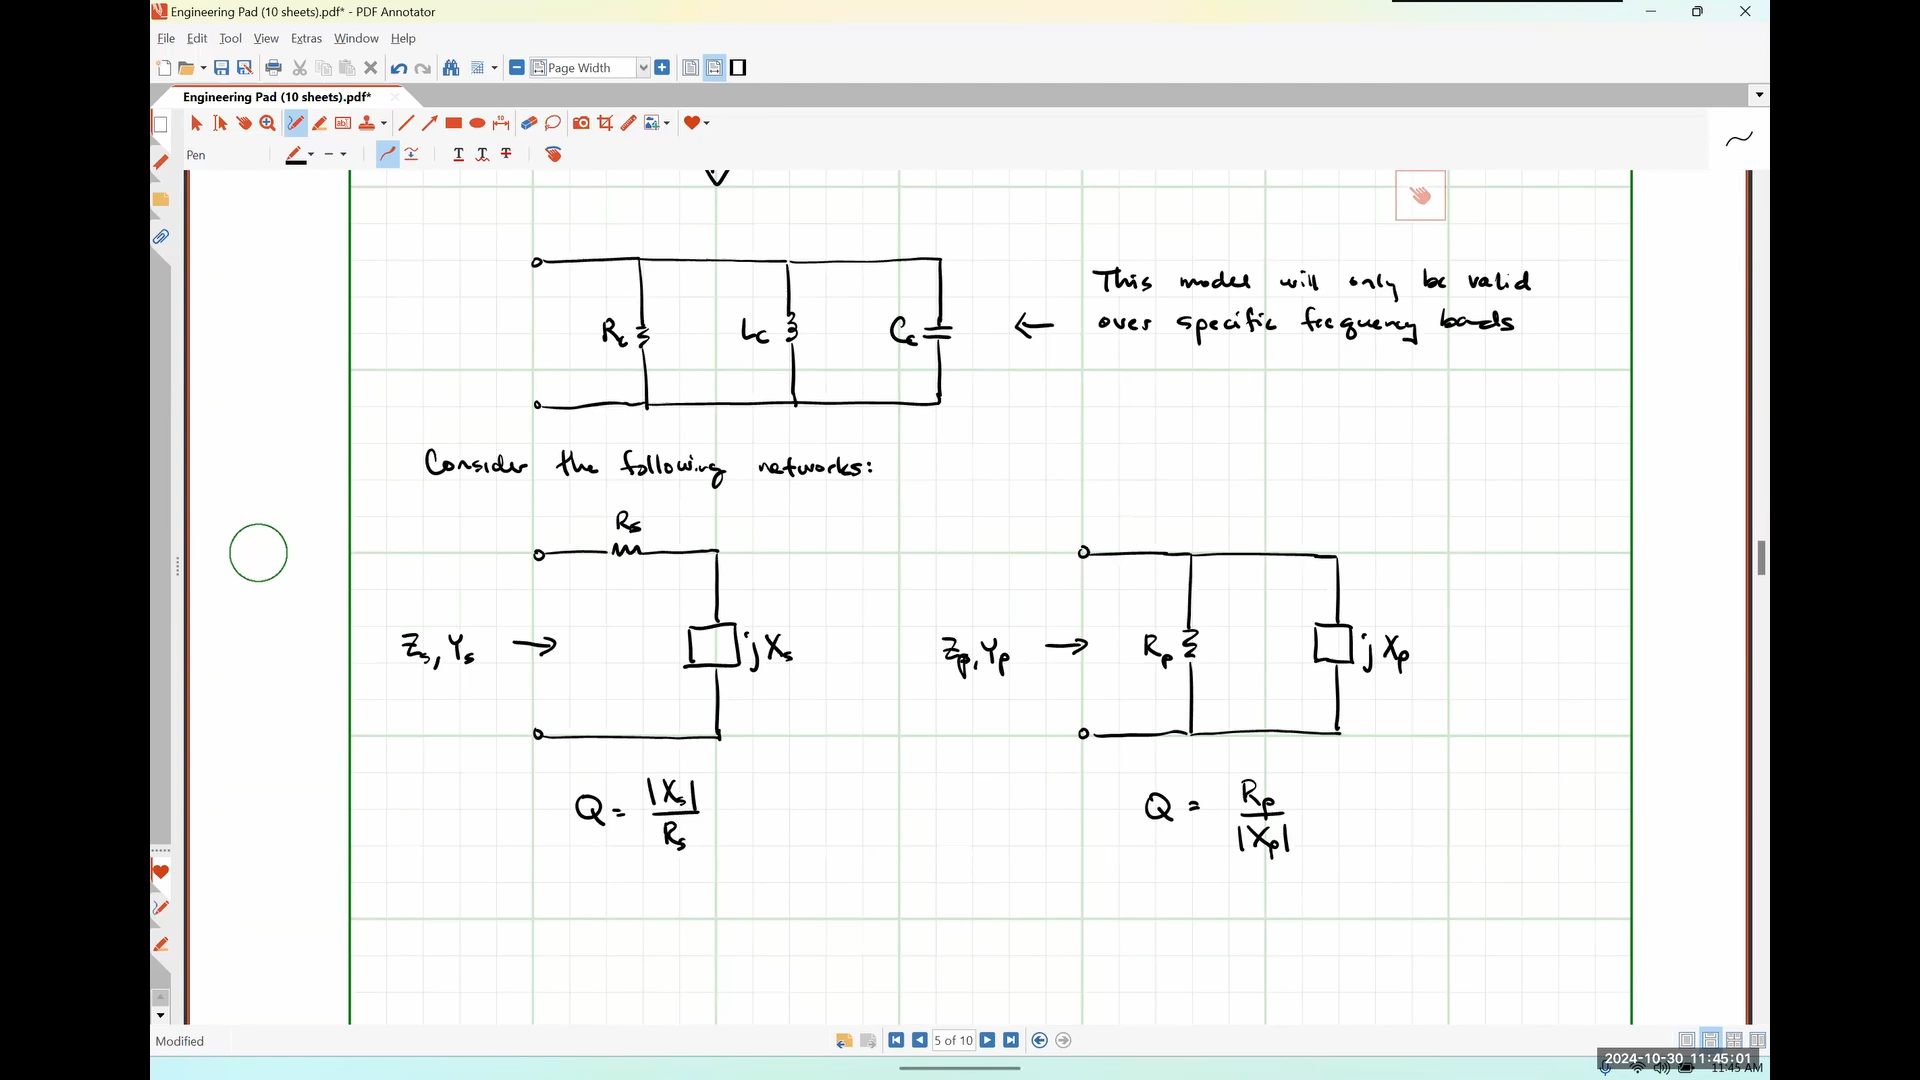 Engineering Pad (10 sheets).pdf* - PDF Annotator
File Edit Tool View Extras Window Help
Page Width
Engineering Pad (10 sheets).pdf*
Pen
This model will only be valid
over specific frequency bands
Rc Lc Cc
Consider the following networks:
Rs
Zs, Ys → jXs
Zp, Yp → Rp jXp
Q = |Xs| / Rs
Q = Rp / |Xp|
Modified
5 of 10
2024-10-30 11:45:01
11:45 AM